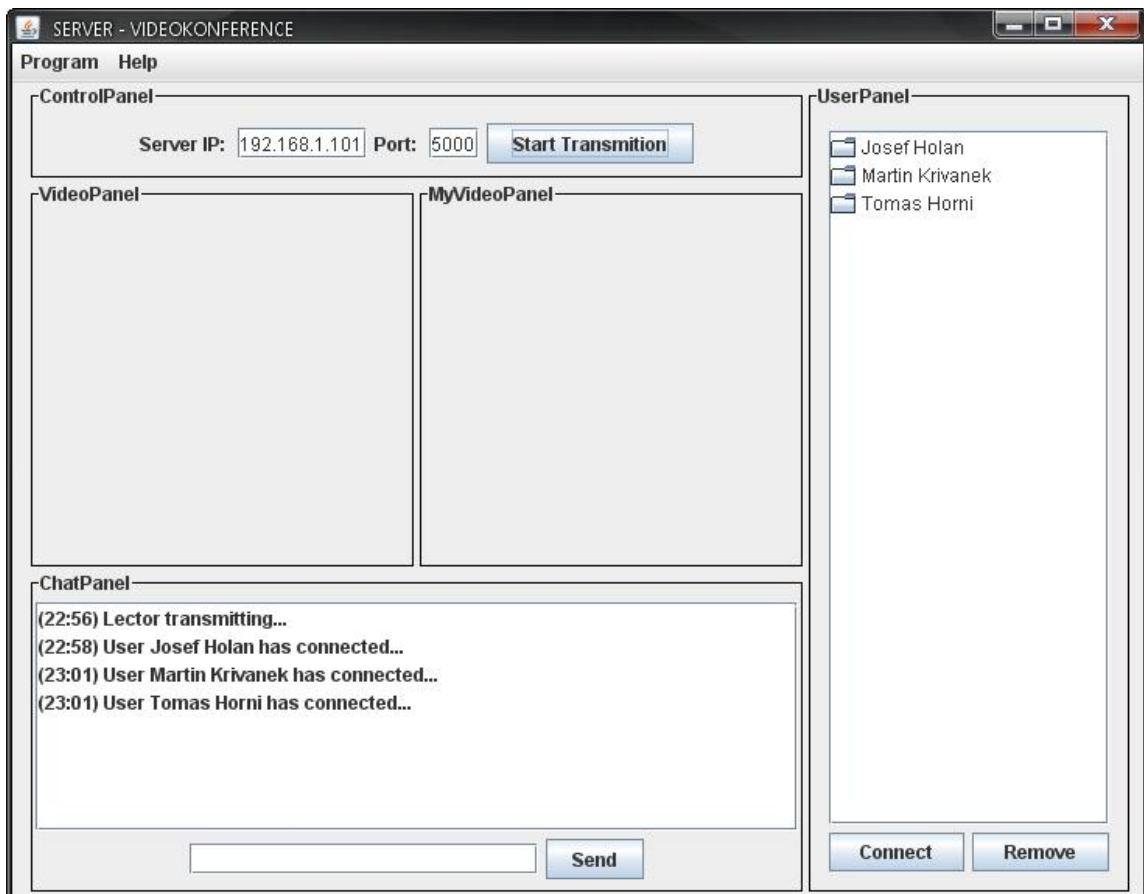 SERVER - VIDEOKONFERENCE
Program Help
ControlPanel
Server IP: 192.168.1.101 Port: 5000 Start Transmition
UserPanel
Josef Holan
Martin Krivanek
Tomas Horni
VideoPanel
MyVideoPanel
ChatPanel
(22:56) Lector transmitting...
(22:58) User Josef Holan has connected...
(23:01) User Martin Krivanek has connected...
(23:01) User Tomas Horni has connected...
Send
Connect Remove